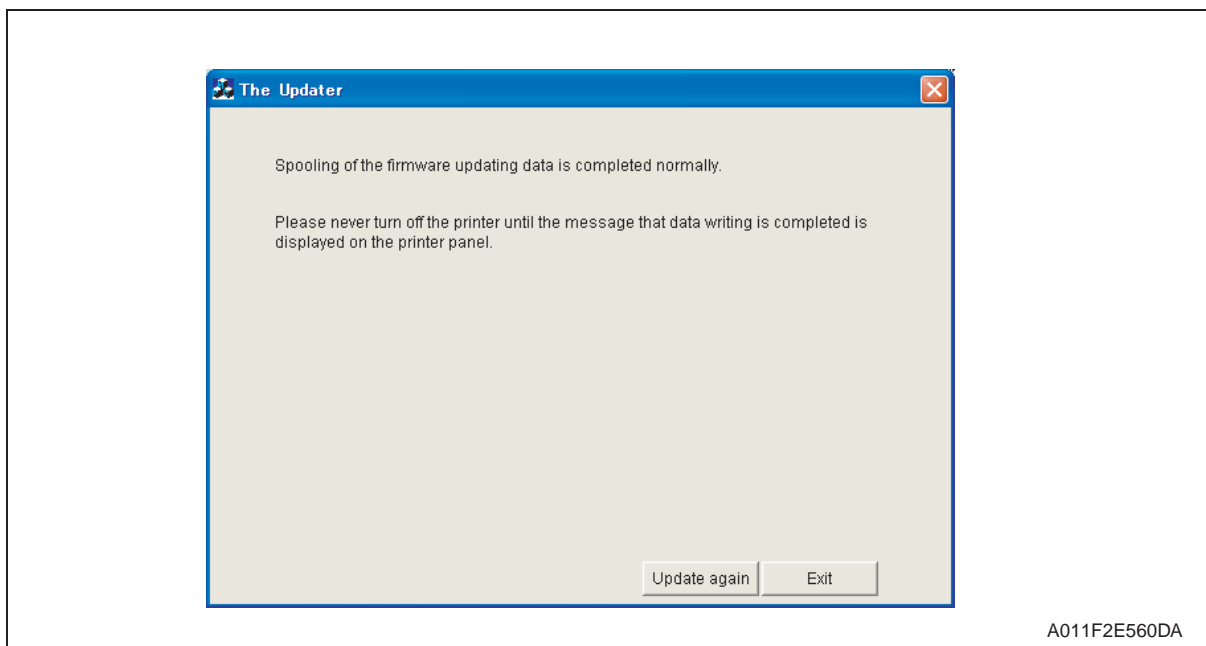 The Updater
Spooling of the firmware updating data is completed normally.
Please never turn off the printer until the message that data writing is completed is
displayed on the printer panel.
Update again
Exit
A011F2E560DA